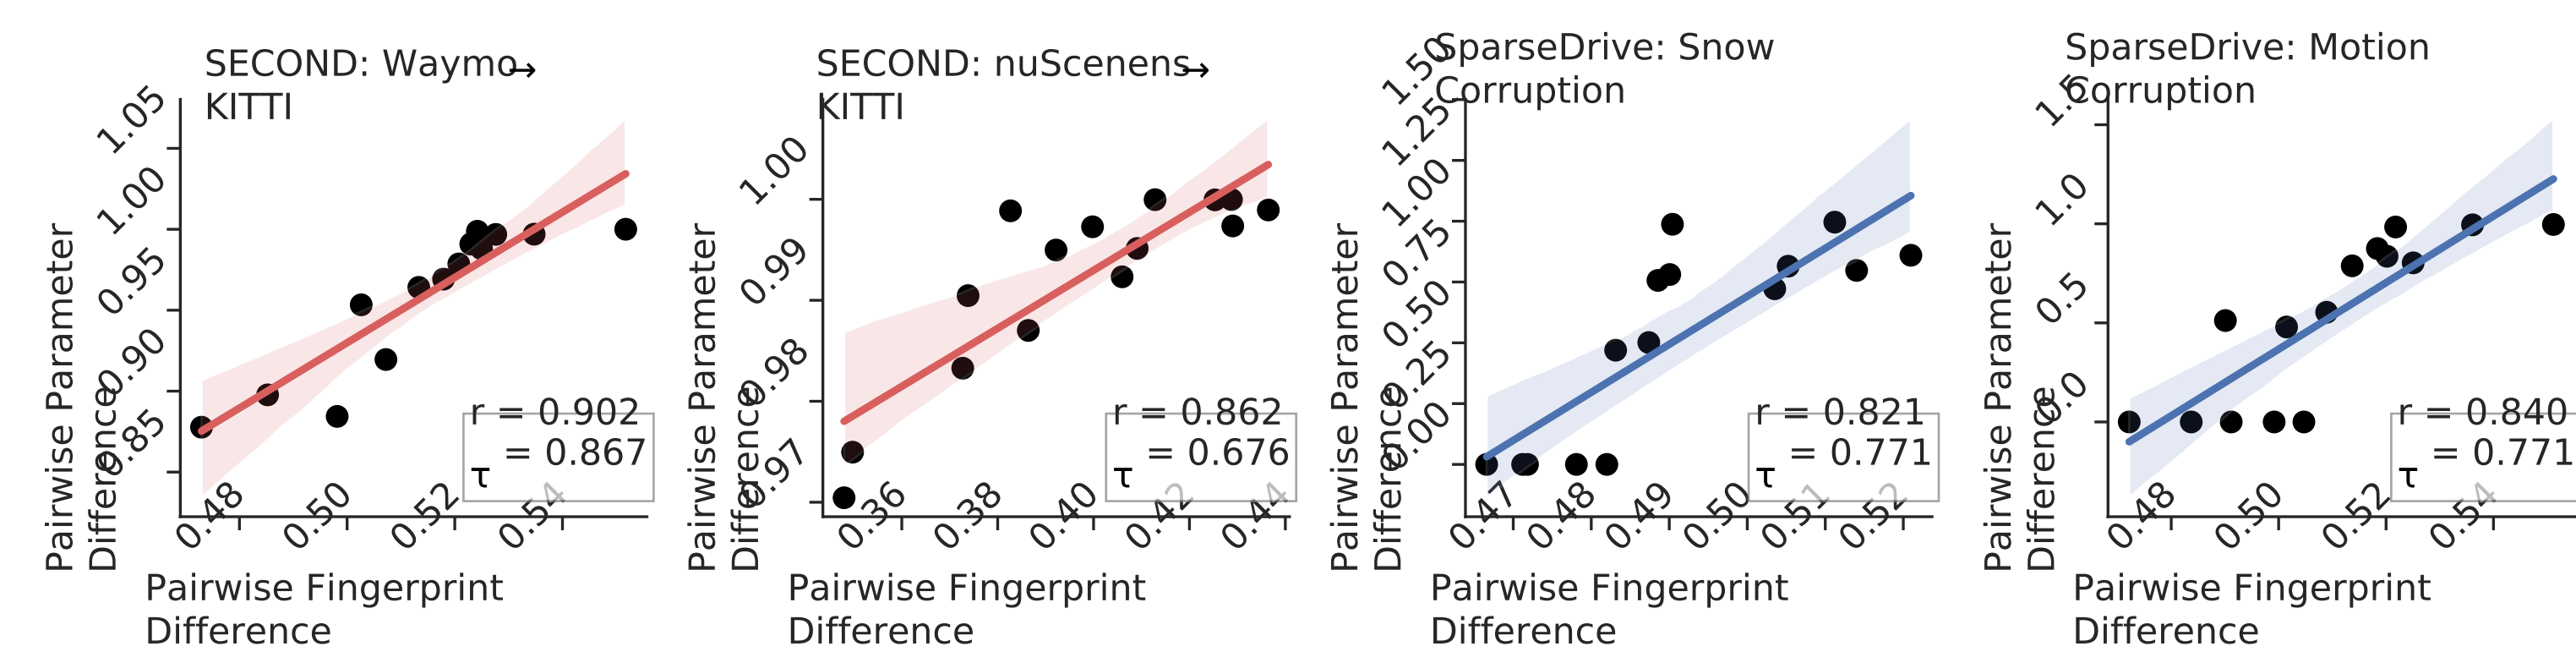 SECOND: Waymo→
KITTI
1.05
1.00
0.95
0.90
0.85
Pairwise Parameter
Difference
r = 0.902
τ = 0.867
0.48
0.50
0.52
0.54
Pairwise Fingerprint
Difference
SECOND: nuScenens→
KITTI
1.00
0.99
0.98
0.97
Pairwise Parameter
Difference
r = 0.862
τ = 0.676
0.36
0.38
0.40
0.42
0.44
Pairwise Fingerprint
Difference
SparseDrive: Snow
Corruption
1.50
1.25
1.00
0.75
0.50
0.25
0.00
Pairwise Parameter
Difference
r = 0.821
τ = 0.771
0.47
0.48
0.49
0.50
0.51
0.52
Pairwise Fingerprint
Difference
SparseDrive: Motion
Corruption
1.5
1.0
0.5
0.0
Pairwise Parameter
Difference
r = 0.840
τ = 0.771
0.48
0.50
0.52
0.54
Pairwise Fingerprint
Difference